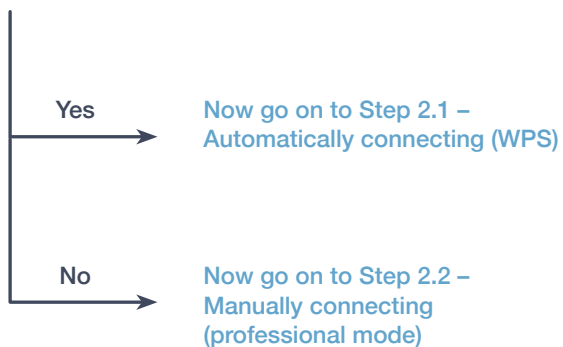 Yes
Now go on to Step 2.1 –
Automatically connecting (WPS)
No
Now go on to Step 2.2 –
Manually connecting
(professional mode)